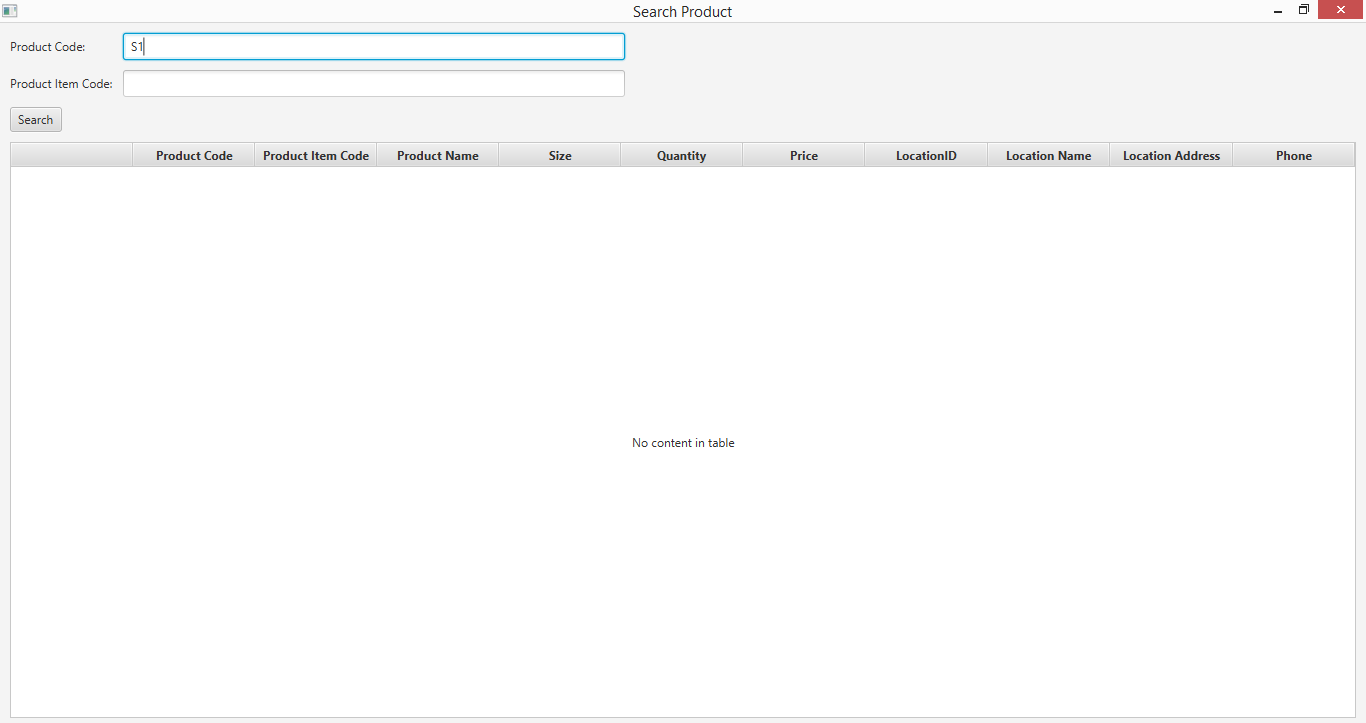 Search Product
Product Code: S1
Product Item Code:
Search
Product Code Product Item Code Product Name Size Quantity Price LocationID Location Name Location Address Phone
No content in table